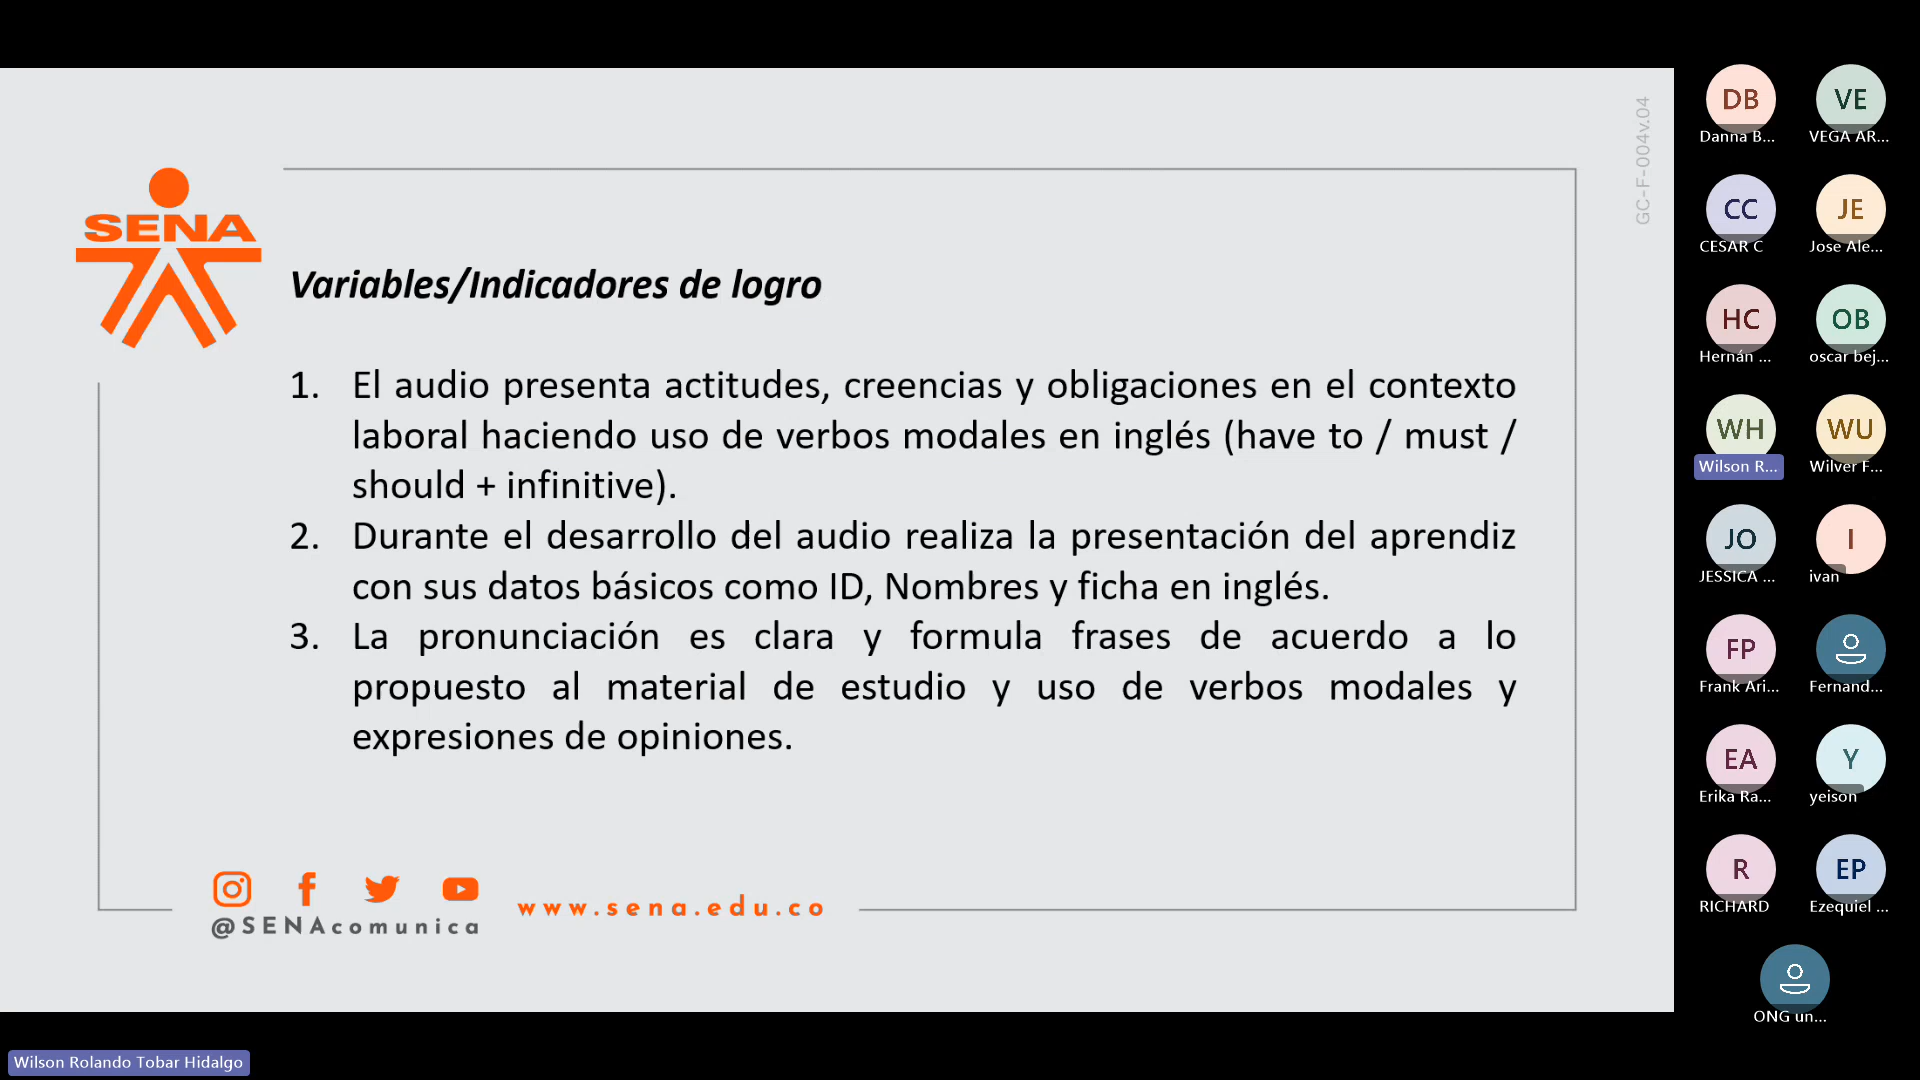 GC-F-004v.04
SENA
Variables/Indicadores de logro
1. El audio presenta actitudes, creencias y obligaciones en el contexto
laboral haciendo uso de verbos modales en inglés (have to / must /
should + infinitive).
2. Durante el desarrollo del audio realiza la presentación del aprendiz
con sus datos básicos como ID, Nombres y ficha en inglés.
3. La pronunciación es clara y formula frases de acuerdo a lo
propuesto al material de estudio y uso de verbos modales y
expresiones de opiniones.
@SENAcomunica
www.sena.edu.co
DB
Danna B...
VE
VEGA AR...
CC
CESAR C
JE
Jose Ale...
HC
Hernán ...
OB
oscar bej...
WH
Wilson R...
WU
Wilver F...
JO
JESSICA ...
I
ivan
FP
Frank Ari...
Fernand...
EA
Erika Ra...
Y
yeison
R
RICHARD
EP
Ezequiel ...
ONG un...
Wilson Rolando Tobar Hidalgo